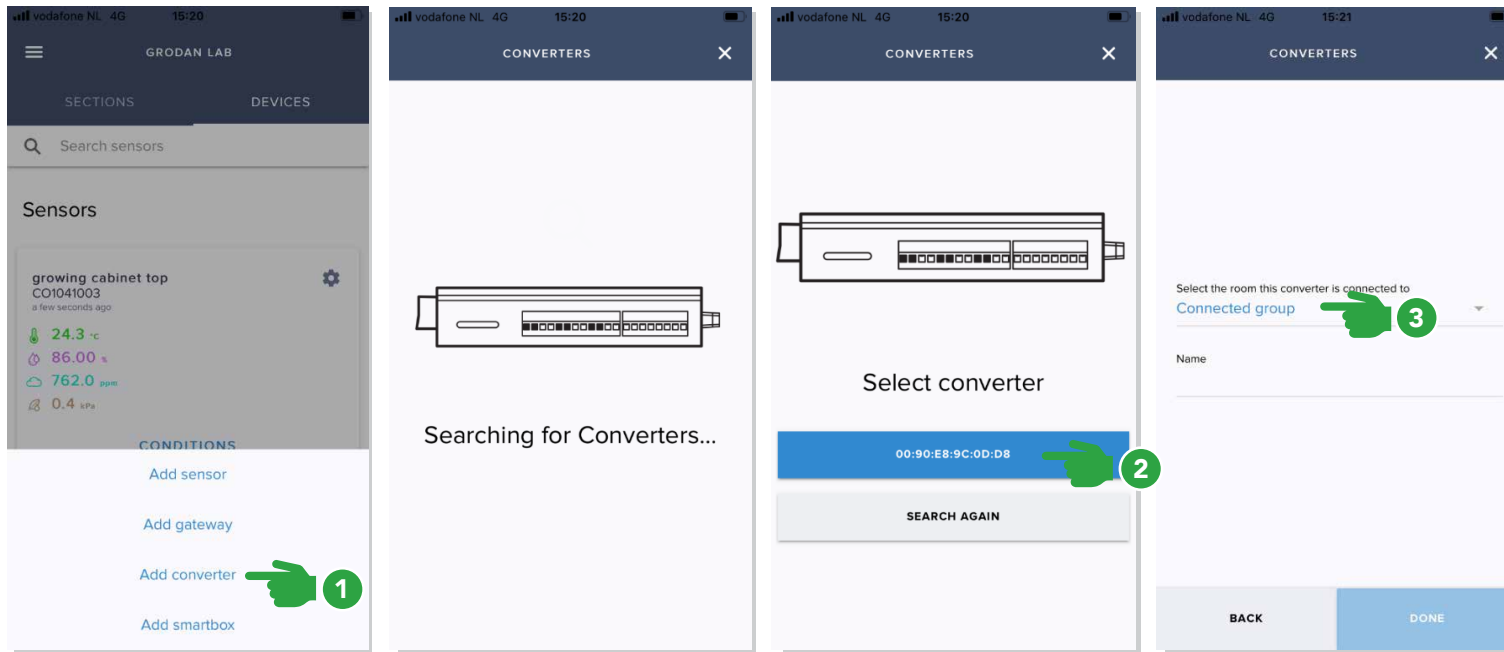 vodafone NL 4G 15:20
GRODAN LAB
SECTIONS DEVICES
Search sensors
Sensors
growing cabinet top
CO1041003
a few seconds ago
24.3 °C
86.00 %
762.0 ppm
0.4 kPa
CONDITIONS
Add sensor
Add gateway
Add converter
1
Add smartbox
vodafone NL 4G 15:20
CONVERTERS
Searching for Converters...
vodafone NL 4G 15:20
CONVERTERS
Select converter
00:90:E8:9C:0D:D8
2
SEARCH AGAIN
vodafone NL 4G 15:21
CONVERTERS
Select the room this converter is connected to
Connected group
3
Name
BACK DONE